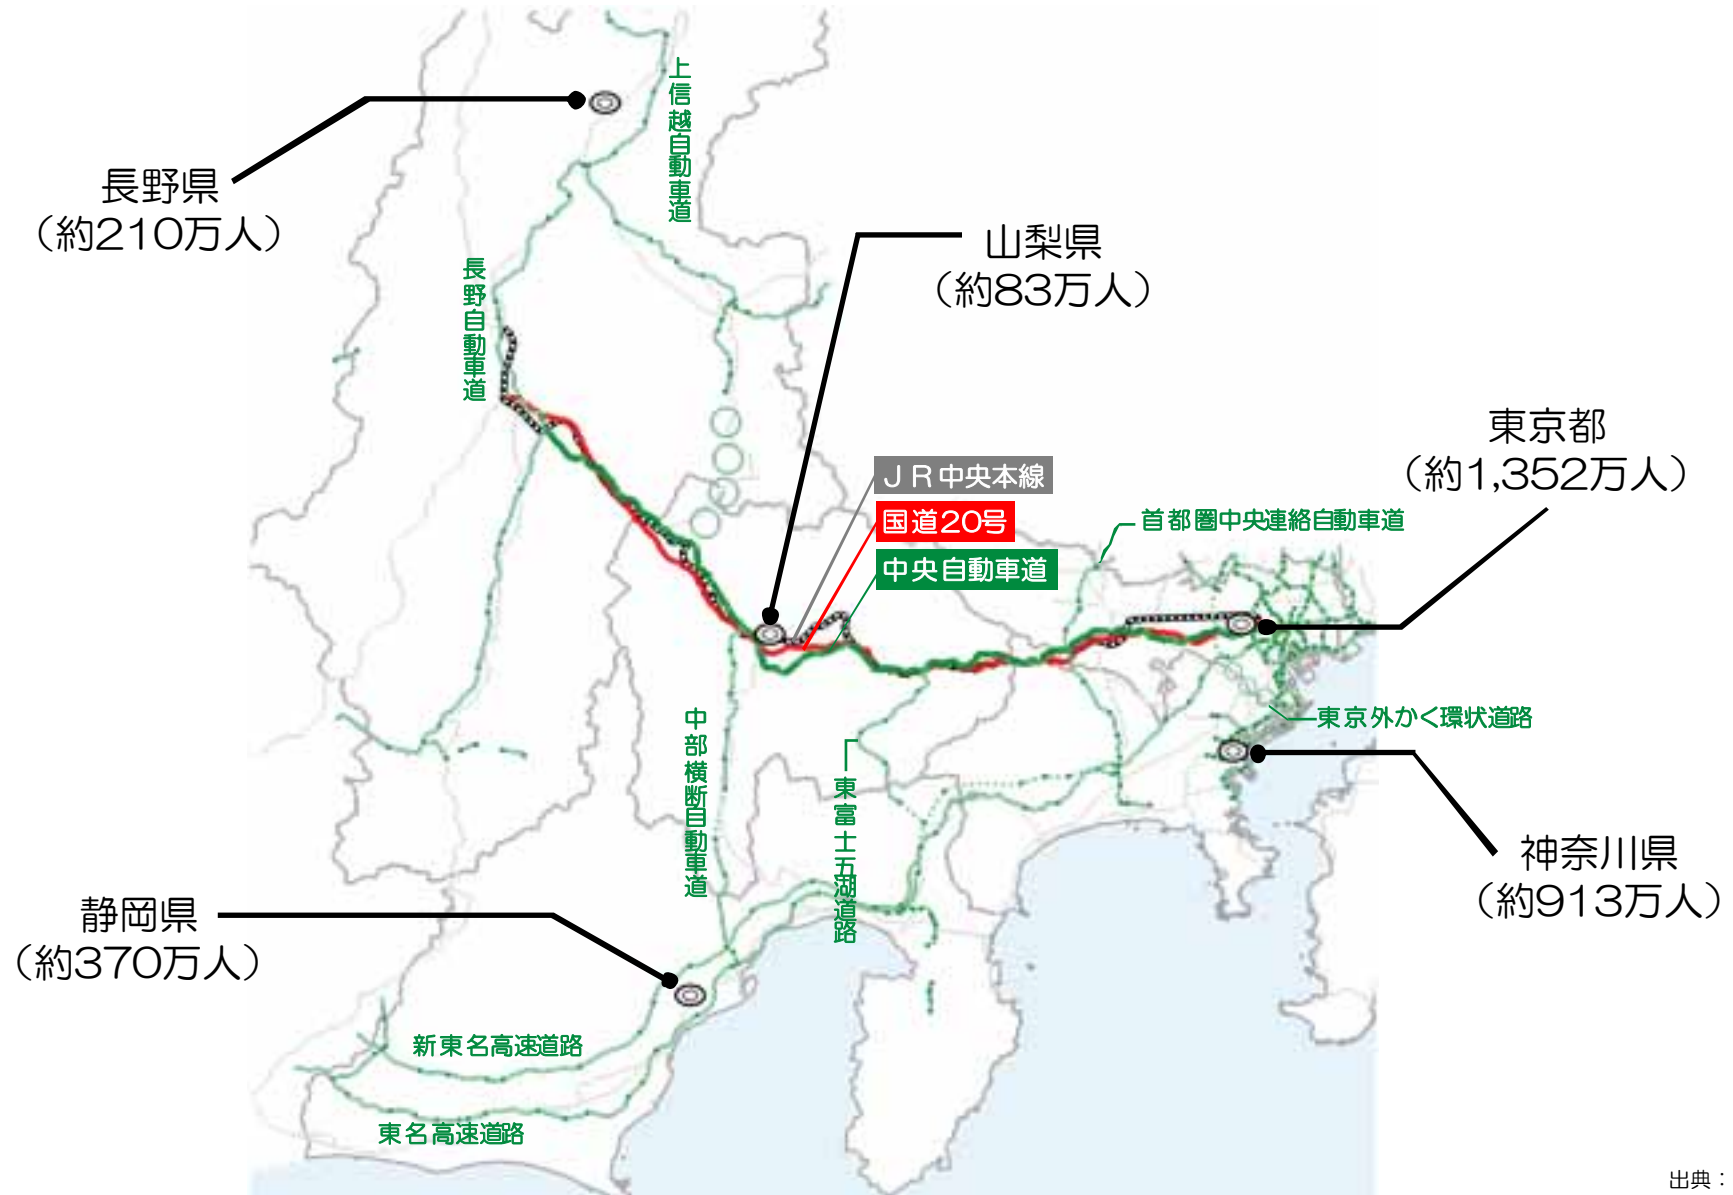 上信越自動車道
長野県
（約210万人）
山梨県
（約83万人）
長野自動車道
東京都
（約1,352万人）
ＪＲ中央本線
国道20号
中央自動車道
首都圏中央連絡自動車道
中部横断自動車道
東富士五湖道路
東京外かく環状道路
神奈川県
（約913万人）
静岡県
（約370万人）
新東名高速道路
東名高速道路
出典：